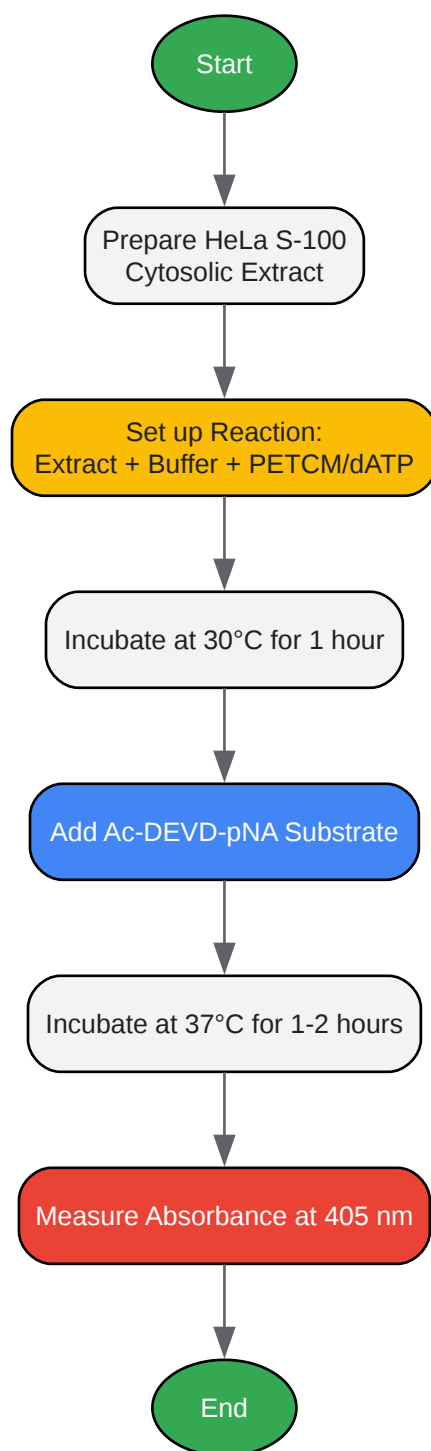 Start
Prepare HeLa S-100
Cytosolic Extract
Set up Reaction:
Extract + Buffer + PETCM/dATP
Incubate at 30°C for 1 hour
Add Ac-DEVD-pNA Substrate
Incubate at 37°C for 1-2 hours
Measure Absorbance at 405 nm
End